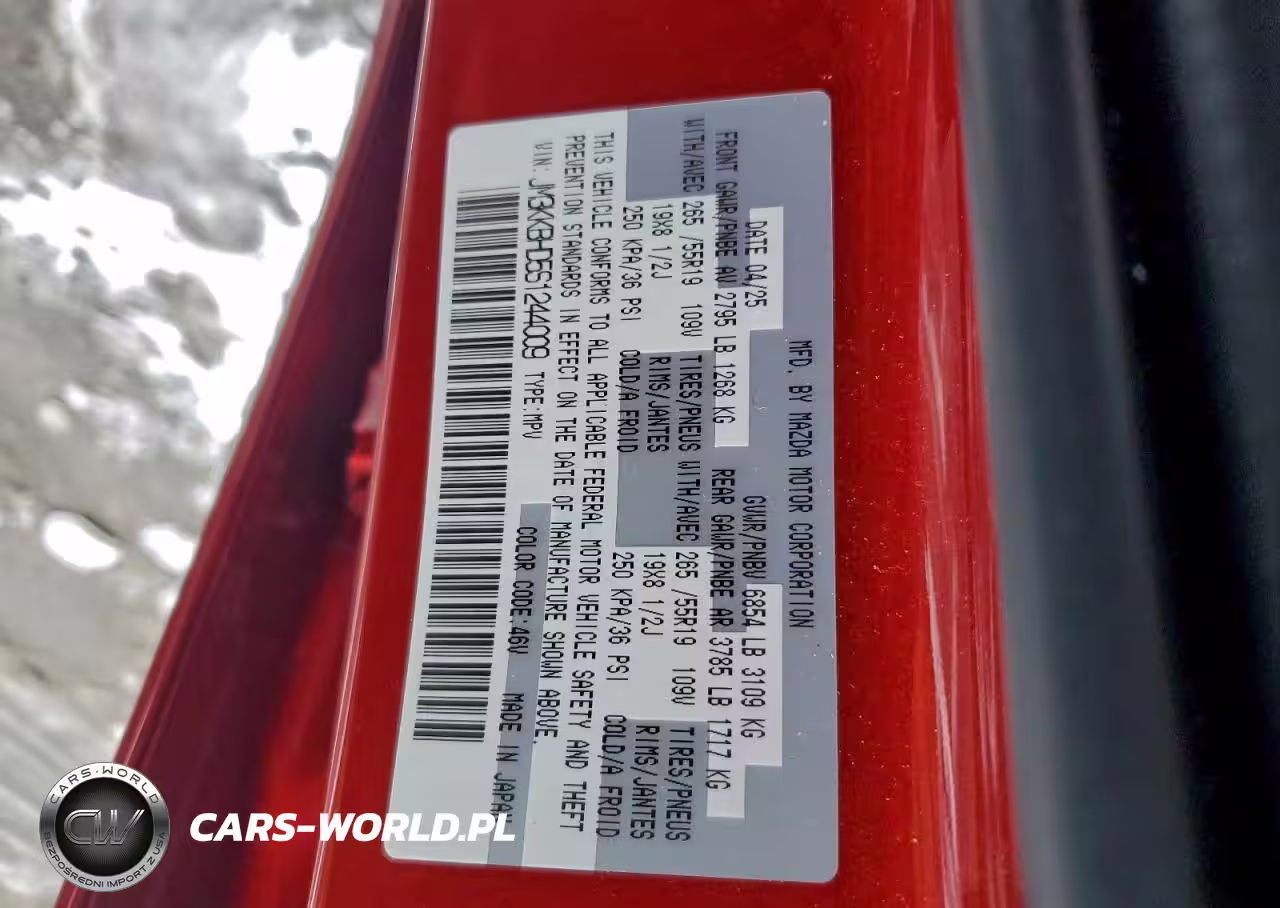 MFD. BY MAZDA MOTOR CORPORATION
DATE 04/25 GVWR/PNBV 6854 LB 3109 KG
FRONT GAWR/PNBE AV 2795 LB 1268 KG REAR GAWR/PNBE AR 3785 LB 1717 KG
WITH/AVEC 265 /55R19 109V TIRES/PNEUS WITH/AVEC 265 /55R19 109V TIRES/PNEUS
19X8 1/2J RIMS/JANTES 19X8 1/2J RIMS/JANTES
250 KPA/36 PSI COLD/A FROID 250 KPA/36 PSI COLD/A FROID
THIS VEHICLE CONFORMS TO ALL APPLICABLE FEDERAL MOTOR VEHICLE SAFETY AND THEFT
PREVENTION STANDARDS IN EFFECT ON THE DATE OF MANUFACTURE SHOWN ABOVE.
VIN: JM3KKBHD5S1244009 TYPE:MPV COLOR CODE:46V MADE IN JAPAN
CARS-WORLD
CW
BEZPOŚREDNI IMPORT Z USA
CARS-WORLD.PL